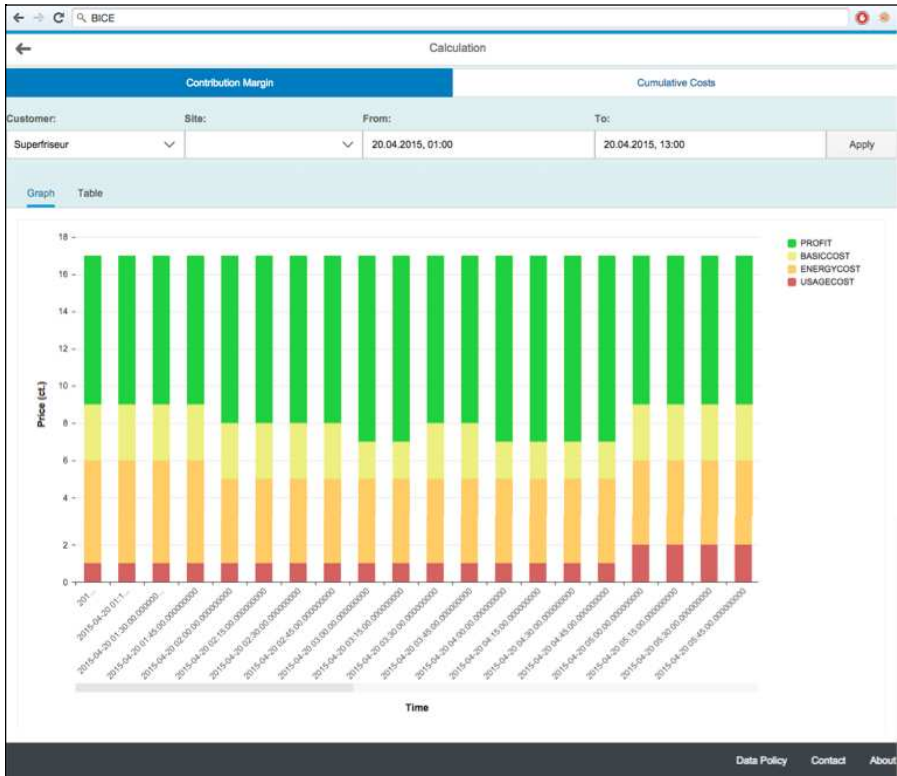 BICE
Calculation
Contribution Margin
Cumulative Costs
Customer: Site: From: To:
Superfriseur 20.04.2015, 01:00 20.04.2015, 13:00 Apply
Graph Table
18
16
14
12
10
8
6
4
2
0
Price (ct.)
PROFIT
BASICCOST
ENERGYCOST
USAGECOST
201...
2015-04-20 01:1...
2015-04-20 01:30:00.000000...
2015-04-20 01:45:00.000000000
2015-04-20 02:00:00.000000000
2015-04-20 02:15:00.000000000
2015-04-20 02:30:00.000000000
2015-04-20 02:45:00.000000000
2015-04-20 03:00:00.000000000
2015-04-20 03:15:00.000000000
2015-04-20 03:30:00.000000000
2015-04-20 03:45:00.000000000
2015-04-20 04:00:00.000000000
2015-04-20 04:15:00.000000000
2015-04-20 04:30:00.000000000
2015-04-20 04:45:00.000000000
2015-04-20 05:00:00.000000000
2015-04-20 05:15:00.000000000
2015-04-20 05:30:00.000000000
2015-04-20 05:45:00.000000000
Time
Data Policy Contact About